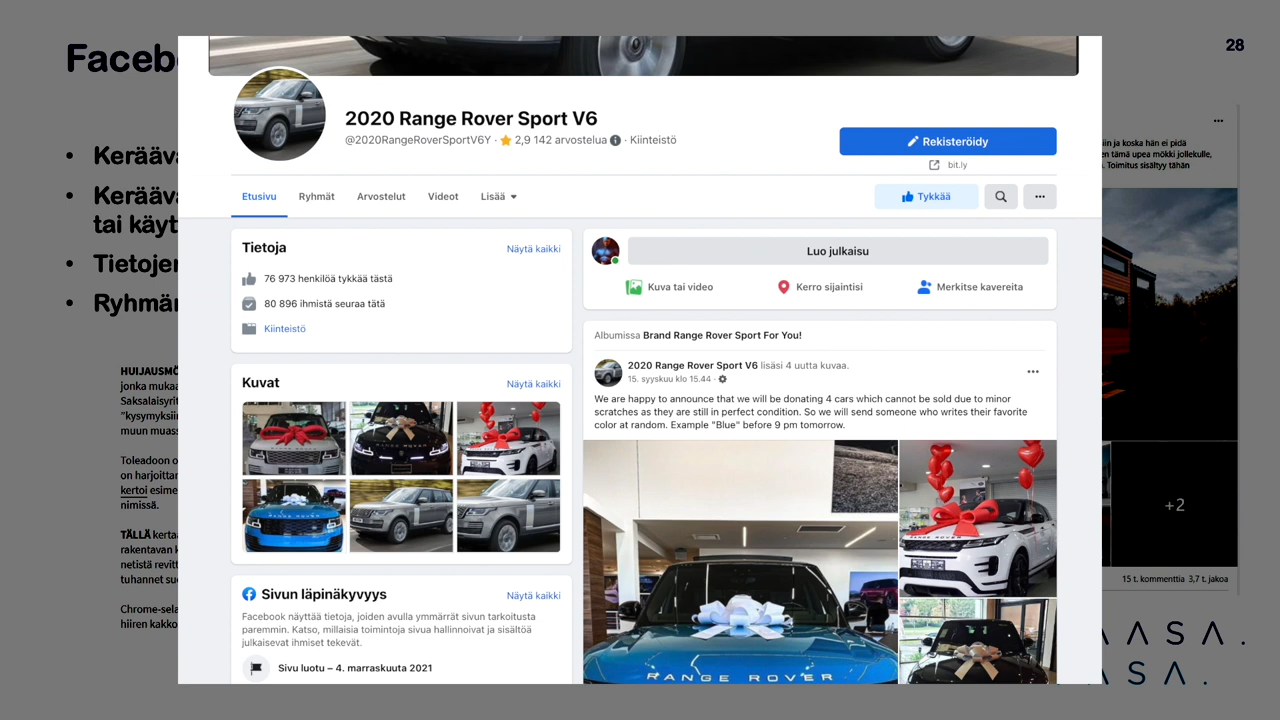 Faceb
28
• Kerääv
• Kerääv
tai käyt
• Tietojer
• Ryhmär
HUIJAUSMÖ
jonka mukaa
Saksalaisyrit
”kysymyksiin
muun muass
Toleadoon o
on harjoittan
kertoi esime
nimissä.
TÄLLÄ kertaa
rakentavan k
netistä revitt
tuhannet suo
Chrome-sela
hiiren kakko
2020 Range Rover Sport V6
@2020RangeRoverSportV6Y · 2,9 142 arvostelua · Kiinteistö
Rekisteröidy
bit.ly
Etusivu Ryhmät Arvostelut Videot Lisää
Tykkää
Tietoja Näytä kaikki
76 973 henkilöä tykkää tästä
80 896 ihmistä seuraa tätä
Kiinteistö
Kuvat Näytä kaikki
Sivun läpinäkyvyys Näytä kaikki
Facebook näyttää tietoja, joiden avulla ymmärrät sivun tarkoitusta
paremmin. Katso, millaisia toimintoja sivua hallinnoivat ja sisältöä
julkaisevat ihmiset tekevät.
Sivu luotu – 4. marraskuuta 2021
Luo julkaisu
Kuva tai video Kerro sijaintisi Merkitse kavereita
Albumissa Brand Range Rover Sport For You!
2020 Range Rover Sport V6 lisäsi 4 uutta kuvaa.
15. syyskuu klo 15.44 ·
We are happy to announce that we will be donating 4 cars which cannot be sold due to minor
scratches as they are still in perfect condition. So we will send someone who writes their favorite
color at random. Example "Blue" before 9 pm tomorrow.
RANGE ROVER
iin ja koska hän ei pidä
en tämä upea mökki jollekulle,
. Toimitus sisältyy tähän
+2
15 t. kommenttia 3,7 t. jakoa
AASA.
ASA.